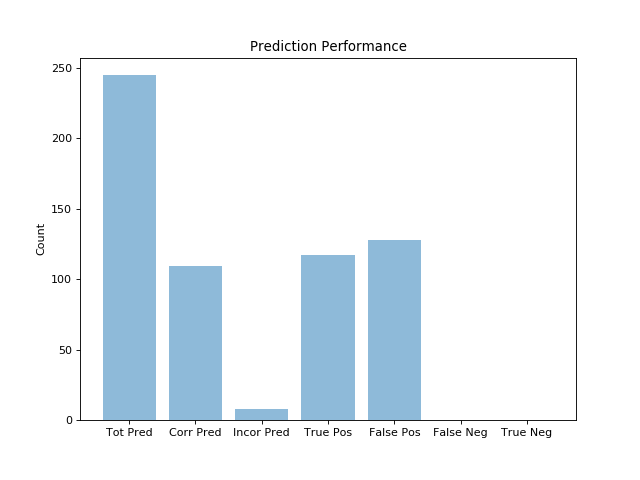 Prediction Performance
250
200
150
100
50
0
Count
Tot Pred Corr Pred Incor Pred True Pos False Pos False Neg True Neg